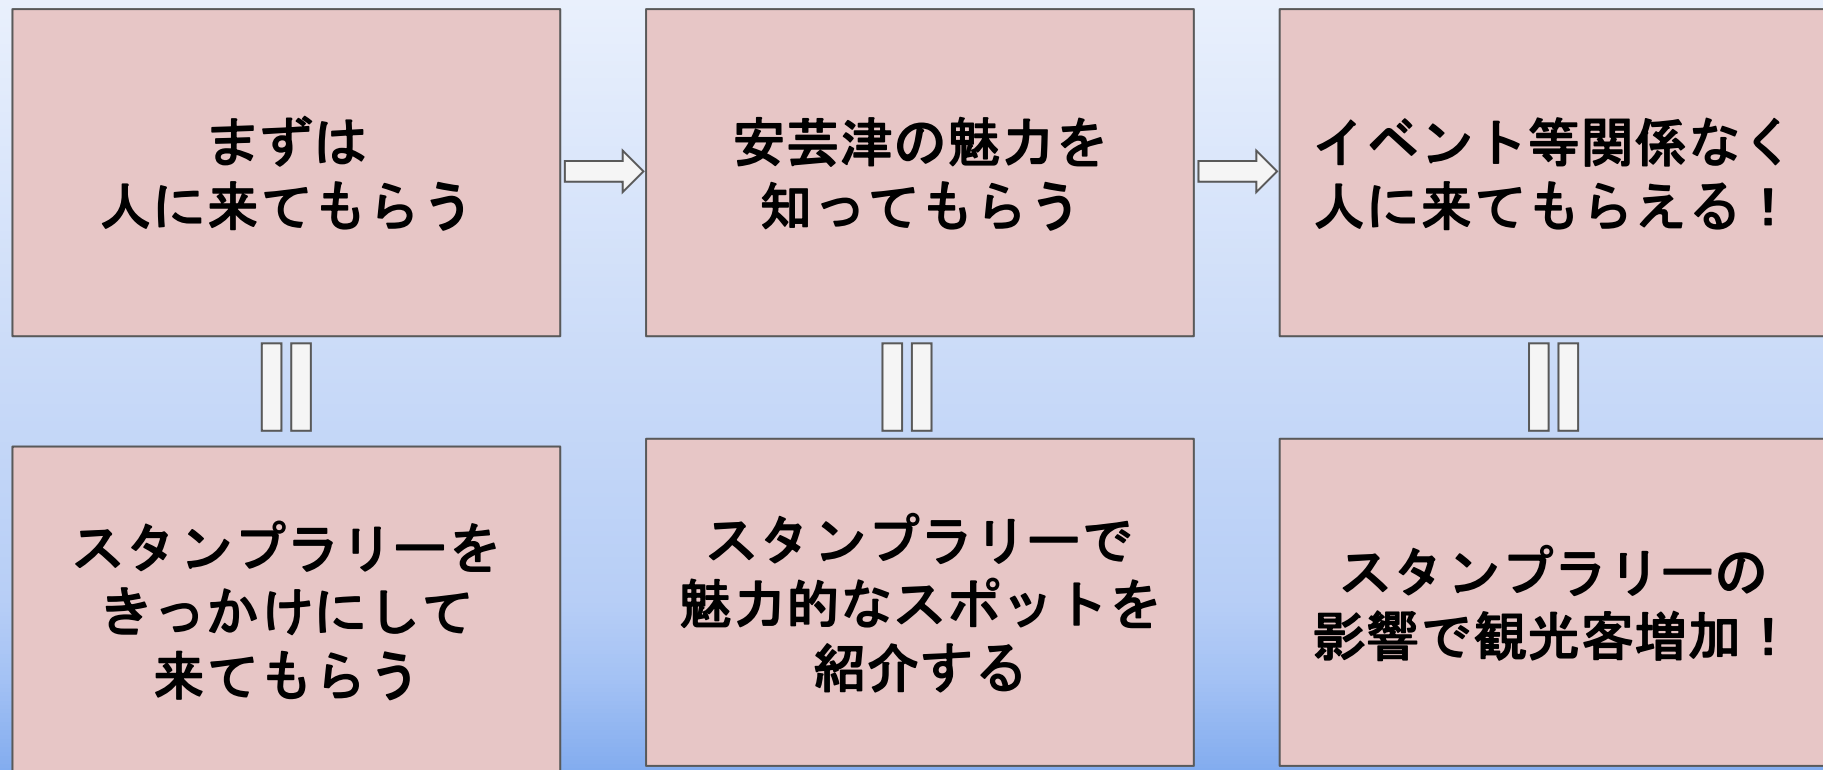 まずは
人に来てもらう
安芸津の魅力を
知ってもらう
イベント等関係なく
人に来てもらえる！
スタンプラリーを
きっかけにして
来てもらう
スタンプラリーで
魅力的なスポットを
紹介する
スタンプラリーの
影響で観光客増加！